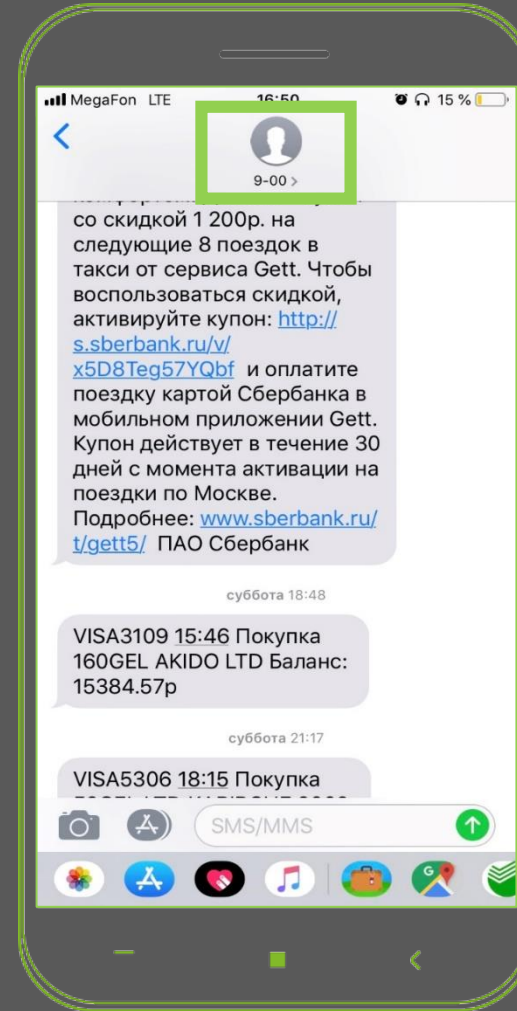 MegaFon LTE 16:50 15 %
9-00 >
со скидкой 1 200р. на
следующие 8 поездок в
такси от сервиса Gett. Чтобы
воспользоваться скидкой,
активируйте купон: http://
s.sberbank.ru/v/
x5D8Teg57YQbf и оплатите
поездку картой Сбербанка в
мобильном приложении Gett.
Купон действует в течение 30
дней с момента активации на
поездки по Москве.
Подробнее: www.sberbank.ru/
t/gett5/ ПАО Сбербанк
суббота 18:48
VISA3109 15:46 Покупка
160GEL AKIDO LTD Баланс:
15384.57р
суббота 21:17
VISA5306 18:15 Покупка
SMS/MMS